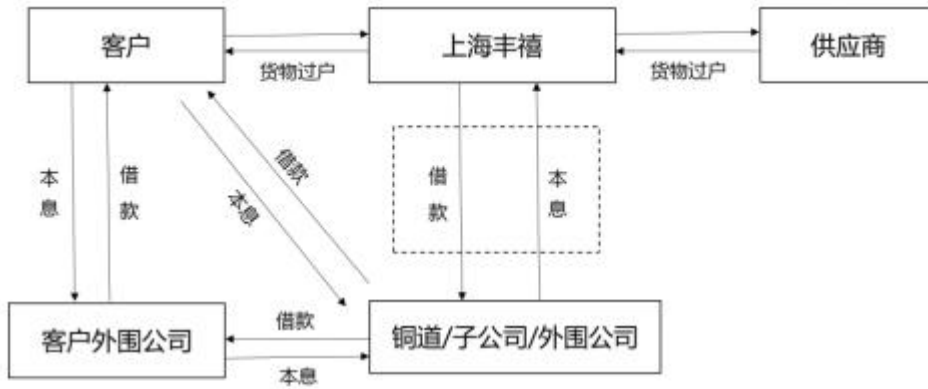 客户
上海丰禧
供应商
货物过户
货物过户
本息
借款
借款
本息
借款
本息
客户外围公司
借款
本息
铜道/子公司/外围公司